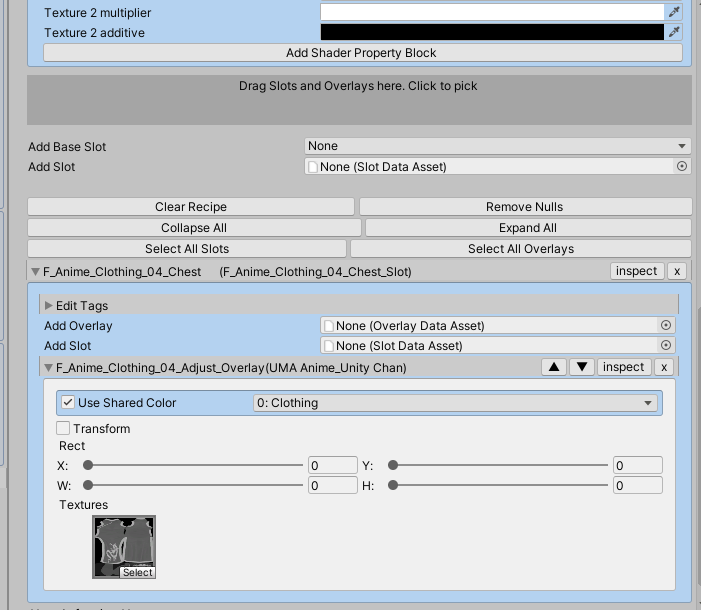 Texture 2 multiplier
Texture 2 additive
Add Shader Property Block
Drag Slots and Overlays here. Click to pick
Add Base Slot None
Add Slot None (Slot Data Asset)
Clear Recipe Remove Nulls
Collapse All Expand All
Select All Slots Select All Overlays
F_Anime_Clothing_04_Chest (F_Anime_Clothing_04_Chest_Slot) inspect x
Edit Tags
Add Overlay None (Overlay Data Asset)
Add Slot None (Slot Data Asset)
F_Anime_Clothing_04_Adjust_Overlay(UMA Anime_Unity Chan) inspect x
Use Shared Color 0: Clothing
Transform
Rect
X: 0 Y: 0
W: 0 H: 0
Textures
Select